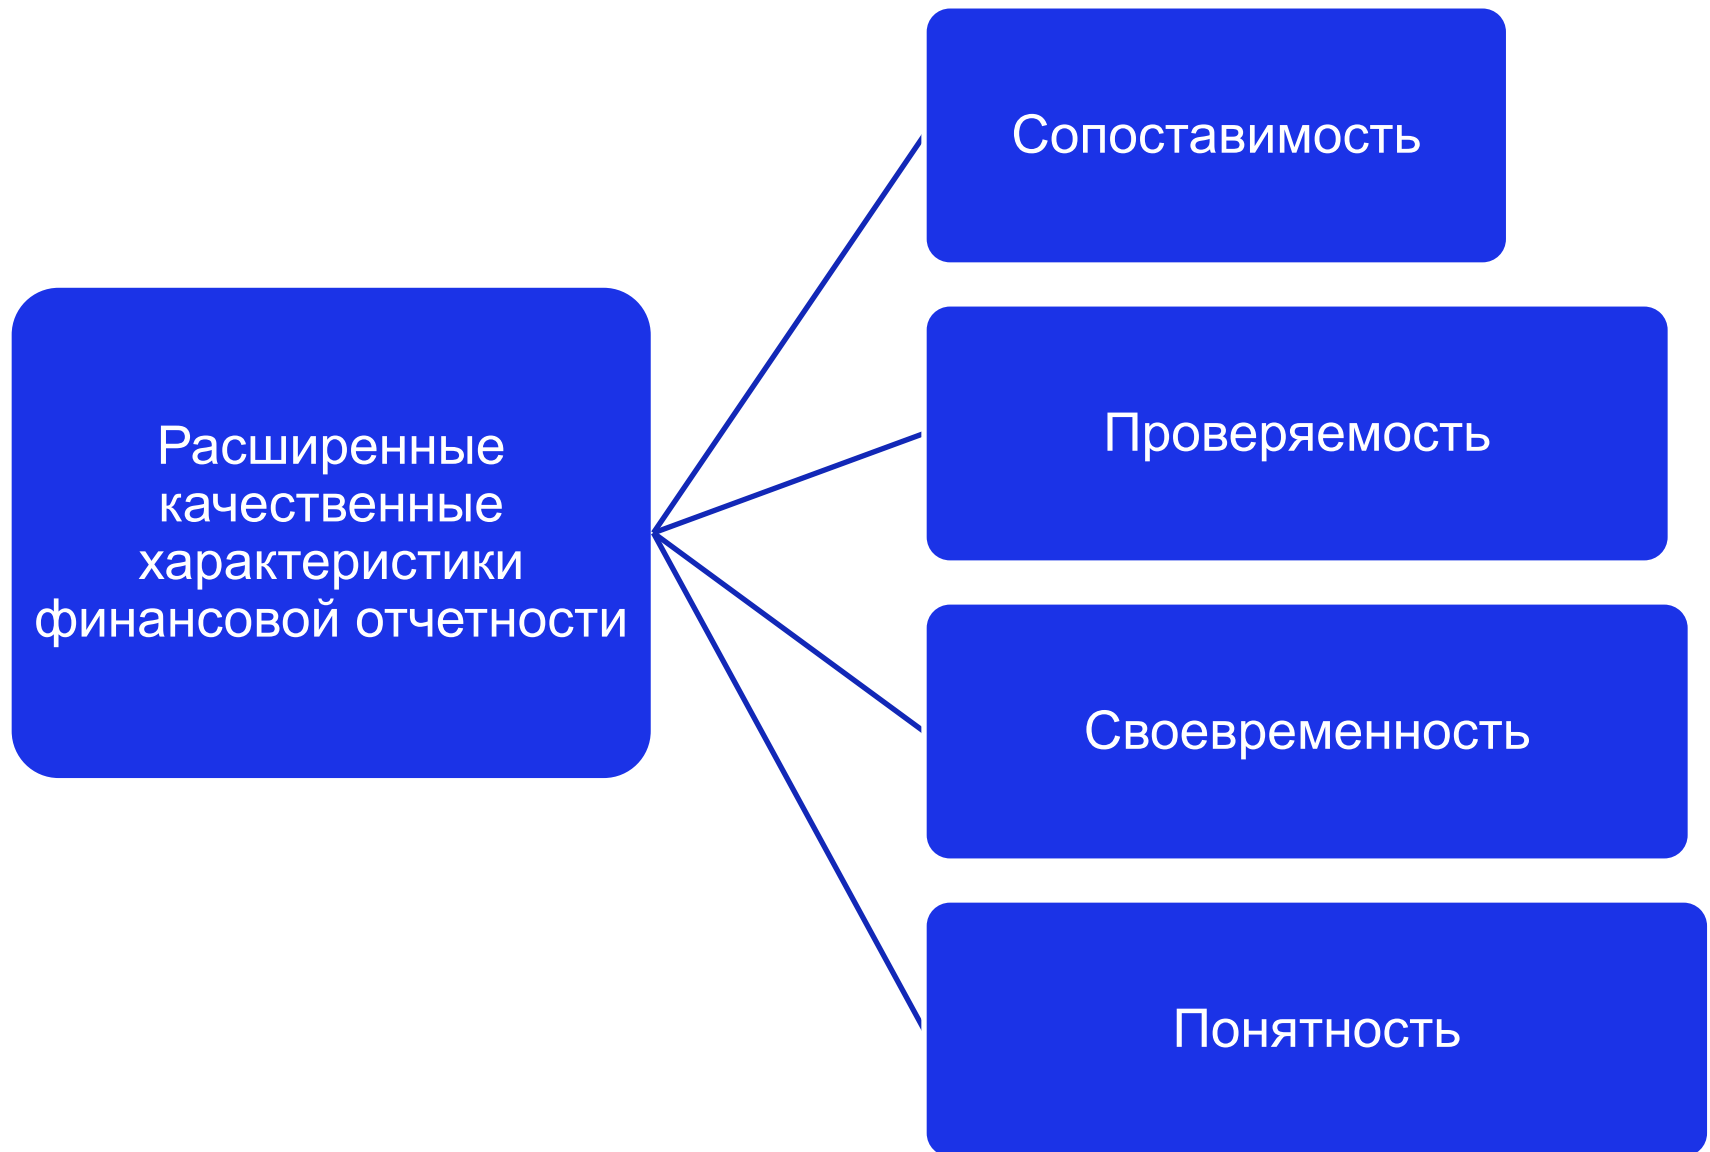 Расширенные
качественные
характеристики
финансовой отчетности
Сопоставимость
Проверяемость
Своевременность
Понятность